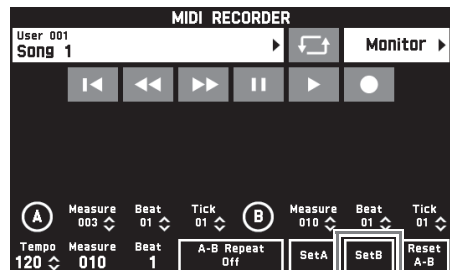 MIDI RECORDER
User 001
Song 1
Monitor
A Measure 003 Beat 01 Tick 01 B Measure 010 Beat 01 Tick 01
Tempo 120 Measure 010 Beat 1 A-B Repeat Off SetA SetB Reset A-B